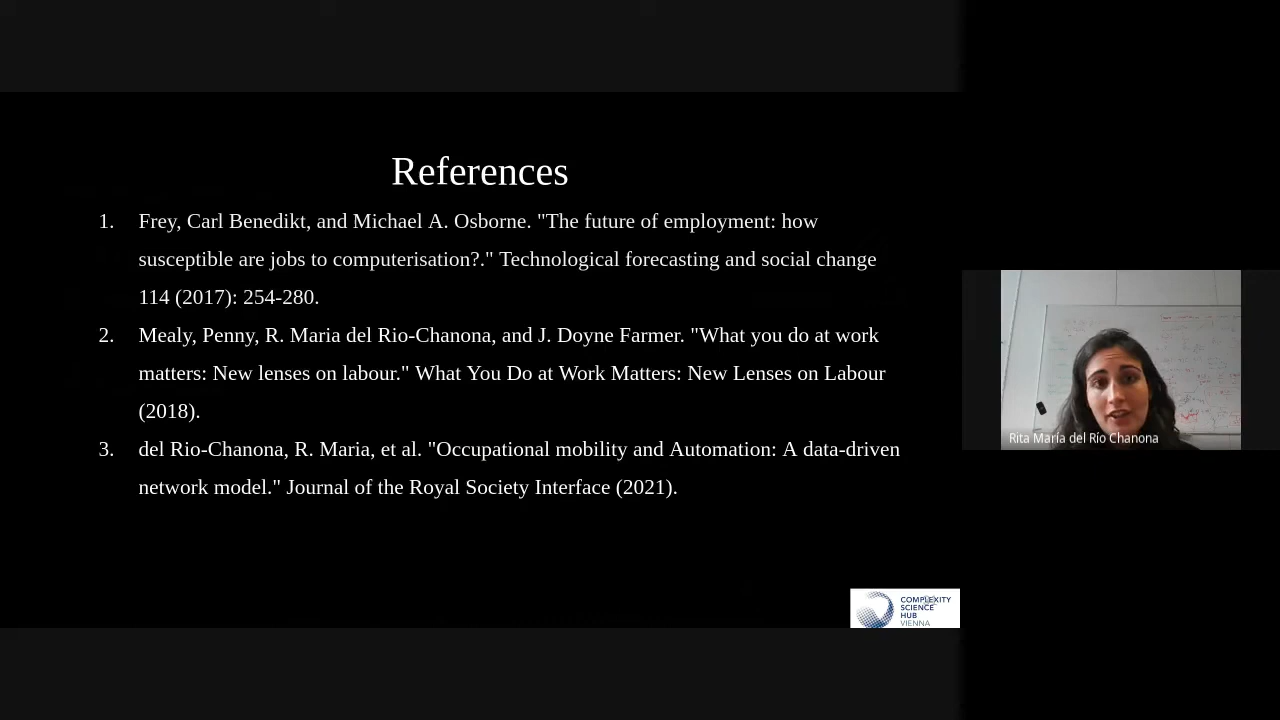 References
1. Frey, Carl Benedikt, and Michael A. Osborne. "The future of employment: how
susceptible are jobs to computerisation?." Technological forecasting and social change
114 (2017): 254-280.
2. Mealy, Penny, R. Maria del Rio-Chanona, and J. Doyne Farmer. "What you do at work
matters: New lenses on labour." What You Do at Work Matters: New Lenses on Labour
(2018).
3. del Rio-Chanona, R. Maria, et al. "Occupational mobility and Automation: A data-driven
network model." Journal of the Royal Society Interface (2021).
Rita María del Río Chanona
COMPLEXITY
SCIENCE
HUB
VIENNA